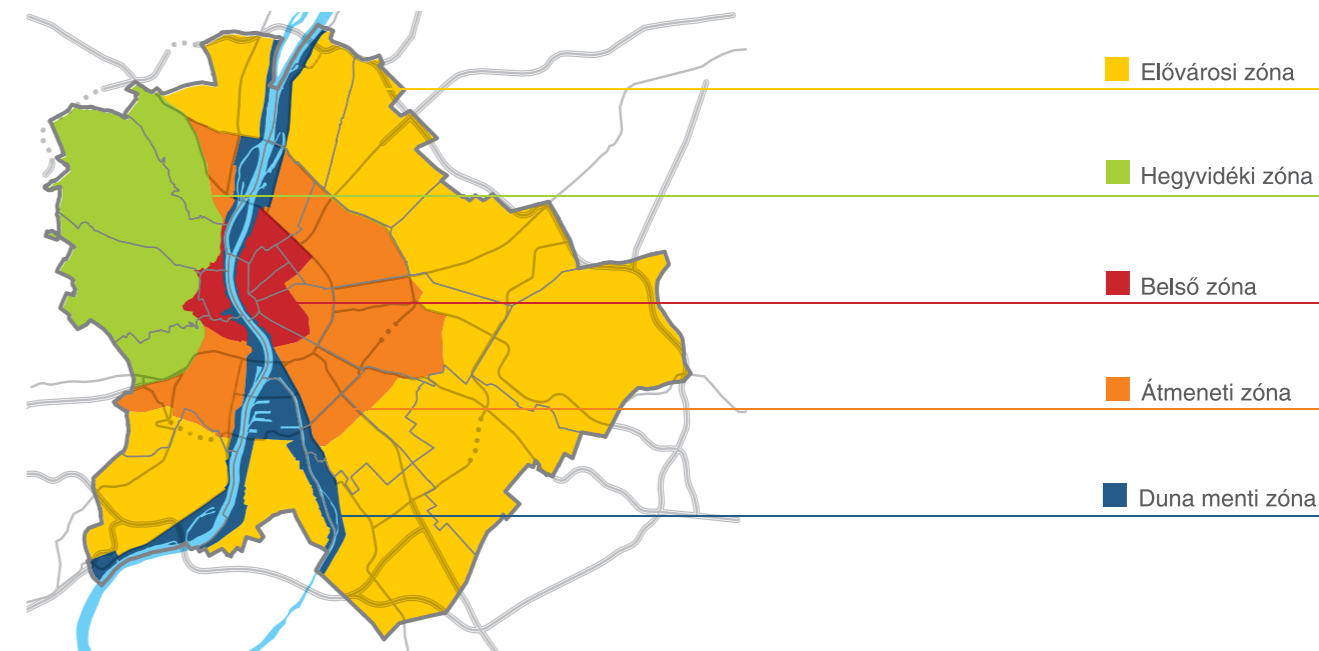 Elővárosi zóna
Hegyvidéki zóna
Belső zóna
Átmeneti zóna
Duna menti zóna